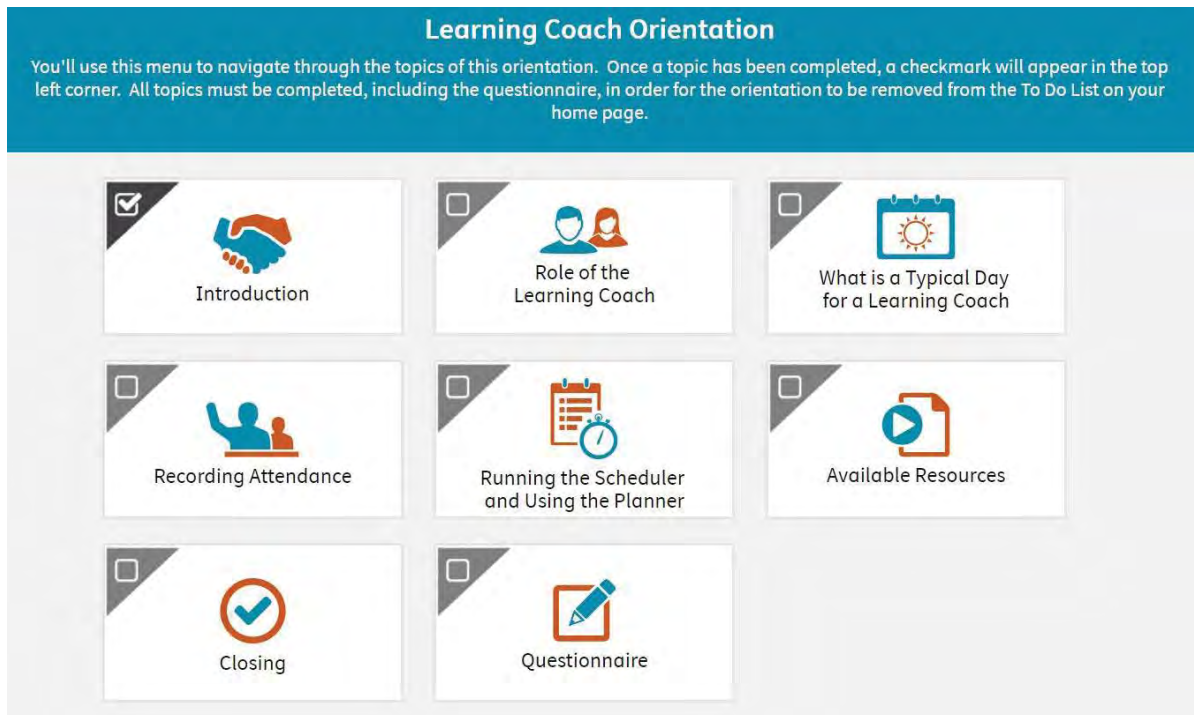 Learning Coach Orientation
You'll use this menu to navigate through the topics of this orientation. Once a topic has been completed, a checkmark will appear in the top
left corner. All topics must be completed, including the questionnaire, in order for the orientation to be removed from the To Do List on your
home page.
Introduction
Role of the
Learning Coach
What is a Typical Day
for a Learning Coach
Recording Attendance
Running the Scheduler
and Using the Planner
Available Resources
Closing
Questionnaire